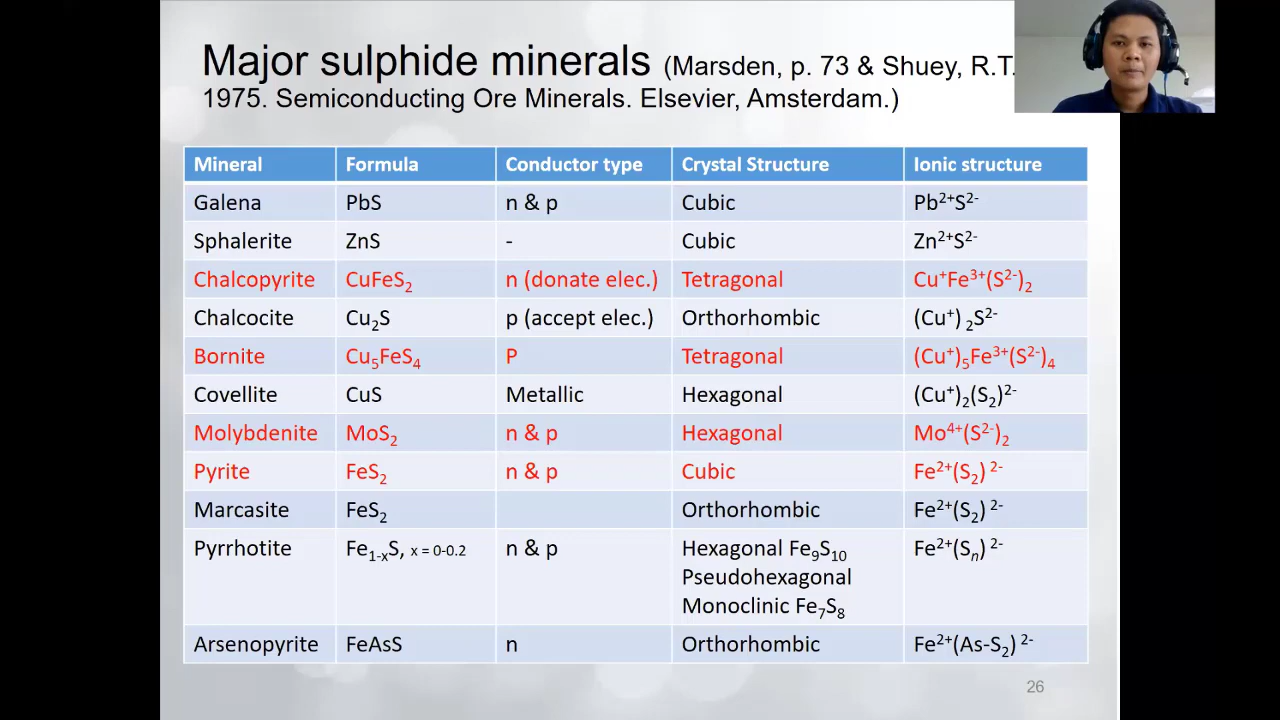 Major sulphide minerals (Marsden, p. 73 & Shuey, R.T.
1975. Semiconducting Ore Minerals. Elsevier, Amsterdam.)
Mineral Formula Conductor type Crystal Structure Ionic structure
Galena PbS n & p Cubic Pb²⁺S²⁻
Sphalerite ZnS - Cubic Zn²⁺S²⁻
Chalcopyrite CuFeS₂ n (donate elec.) Tetragonal Cu⁺Fe³⁺(S²⁻)₂
Chalcocite Cu₂S p (accept elec.) Orthorhombic (Cu⁺) ₂S²⁻
Bornite Cu₅FeS₄ P Tetragonal (Cu⁺)₅Fe³⁺(S²⁻)₄
Covellite CuS Metallic Hexagonal (Cu⁺)₂(S₂)²⁻
Molybdenite MoS₂ n & p Hexagonal Mo⁴⁺(S²⁻)₂
Pyrite FeS₂ n & p Cubic Fe²⁺(S₂) ²⁻
Marcasite FeS₂ Orthorhombic Fe²⁺(S₂) ²⁻
Pyrrhotite Fe₁₋ₓS, x = 0-0.2 n & p Hexagonal Fe₉S₁₀ Fe²⁺(Sₙ) ²⁻
Pseudohexagonal
Monoclinic Fe₇S₈
Arsenopyrite FeAsS n Orthorhombic Fe²⁺(As-S₂) ²⁻
26